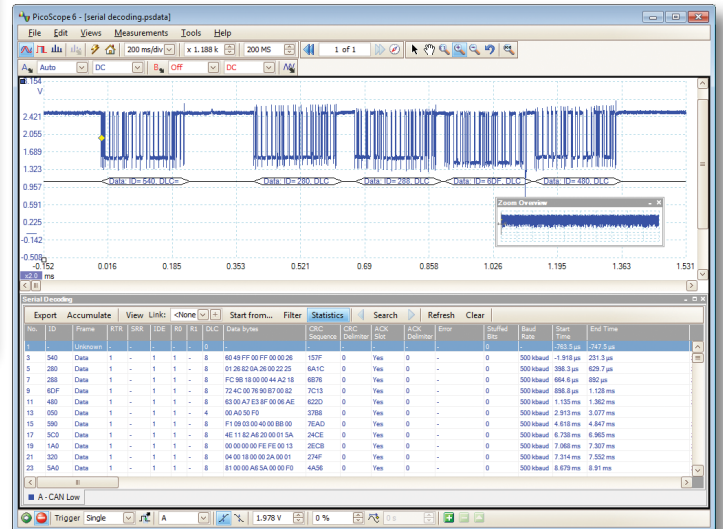 PicoScope 6 - [serial decoding.psdata]
File Edit Views Measurements Tools Help
200 ms/div x 1.188 k 200 MS 1 of 1
A Auto DC B Off DC
3.154
V
2.421
2.055
1.689
1.323
0.957
0.591
0.225
-0.142
-0.508
Data: ID= 540, DLC= Data: ID= 280, DLC Data: ID= 288, DLC Data: ID= 6DF, DLC Data: ID= 480, DLC
Zoom Overview
-0.152 0.016 0.185 0.353 0.521 0.69 0.858 1.026 1.195 1.363 1.531
x2.0 ms
Serial Decoding
Export Accumulate View Link: <None Start from... Filter Statistics Search Refresh Clear
No. ID Frame RTR SRR IDE R0 R1 DLC Data bytes CRC Sequence CRC Delimiter ACK Slot ACK Delimiter Error Stuffed Bits Baud Rate Start Time End Time
1 - Unknown - - - - - 0 - - - - - - 0 - -763.5 µs -747.5 µs
3 540 Data 1 - 1 1 - 8 60 49 FF 00 FF 00 00 26 157F 0 Yes 0 0 500 kbaud -1.918 µs 231.3 µs
5 280 Data 1 - 1 1 - 8 01 26 82 0A 26 00 22 25 6A1C 0 Yes 0 0 500 kbaud 398.3 µs 629.7 µs
7 288 Data 1 - 1 1 - 8 FC 9B 18 00 00 44 A2 18 6B76 0 Yes 0 0 500 kbaud 664.6 µs 892 µs
9 6DF Data 1 - 1 1 - 8 72 4C 00 76 90 B7 00 82 7C13 0 Yes 0 0 500 kbaud 898.8 µs 1.128 ms
11 480 Data 1 - 1 1 - 8 63 00 A7 E3 8F 00 06 AE 622D 0 Yes 0 0 500 kbaud 1.135 ms 1.362 ms
13 050 Data 1 - 1 1 - 4 00 A0 50 F0 37B8 0 Yes 0 0 500 kbaud 2.913 ms 3.077 ms
15 590 Data 1 - 1 1 - 8 F1 09 03 00 40 00 BB 00 7EAD 0 Yes 0 0 500 kbaud 4.618 ms 4.847 ms
17 5C0 Data 1 - 1 1 - 8 4E 11 82 A6 20 00 01 5A 24CE 0 Yes 0 0 500 kbaud 6.738 ms 6.965 ms
19 1A0 Data 1 - 1 1 - 8 00 00 00 00 FE FE 00 13 2ECB 0 Yes 0 0 500 kbaud 7.068 ms 7.307 ms
21 320 Data 1 - 1 1 - 8 04 00 18 00 00 2A 00 01 274F 0 Yes 0 0 500 kbaud 7.314 ms 7.552 ms
23 5A0 Data 1 - 1 1 - 8 81 00 00 A6 5A 00 00 F0 4A56 0 Yes 0 0 500 kbaud 8.679 ms 8.91 ms
A - CAN Low
Trigger Single A 1.978 V 0 % 0 s